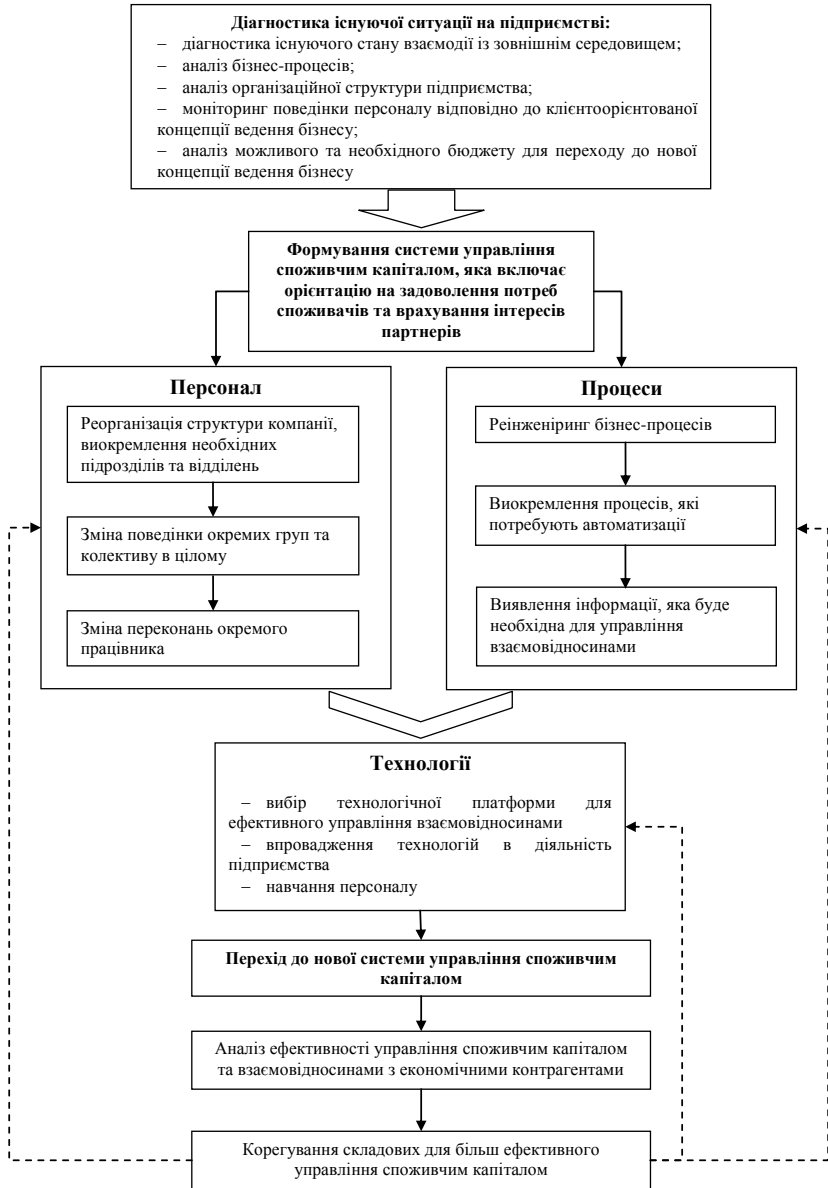 Діагностика існуючої ситуації на підприємстві:
– діагностика існуючого стану взаємодії із зовнішнім середовищем;
– аналіз бізнес-процесів;
– аналіз організаційної структури підприємства;
– моніторинг поведінки персоналу відповідно до клієнтоорієнтованої
концепції ведення бізнесу;
– аналіз можливого та необхідного бюджету для переходу до нової
концепції ведення бізнесу
Формування системи управління
споживчим капіталом, яка включає
орієнтацію на задоволення потреб
споживачів та врахування інтересів
партнерів
Персонал
Реорганізація структури компанії,
виокремлення необхідних
підрозділів та відділень
Зміна поведінки окремих груп та
колективу в цілому
Зміна переконань окремого
працівника
Процеси
Реінженіринг бізнес-процесів
Виокремлення процесів, які
потребують автоматизації
Виявлення інформації, яка буде
необхідна для управління
взаємовідносинами
Технології
– вибір технологічної платформи для
ефективного управління взаємовідносинами
– впровадження технологій в діяльність
підприємства
– навчання персоналу
Перехід до нової системи управління споживчим
капіталом
Аналіз ефективності управління споживчим капіталом
та взаємовідносинами з економічними контрагентами
Корегування складових для більш ефективного
управління споживчим капіталом